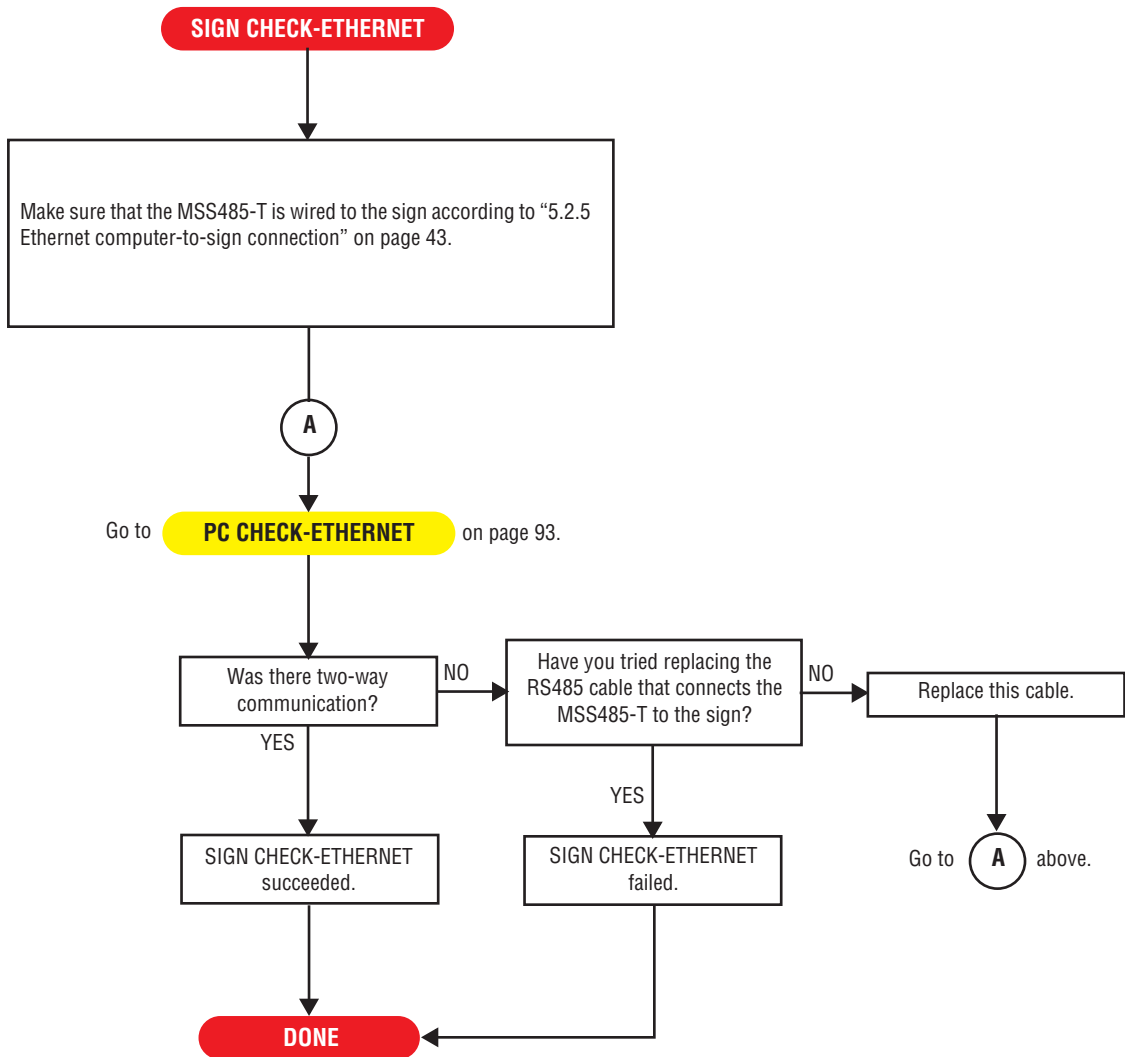 SIGN CHECK-ETHERNET
Make sure that the MSS485-T is wired to the sign according to “5.2.5
Ethernet computer-to-sign connection” on page 43.
A
Go to PC CHECK-ETHERNET on page 93.
Was there two-way
communication?
NO
Have you tried replacing the
RS485 cable that connects the
MSS485-T to the sign?
NO
Replace this cable.
YES
YES
SIGN CHECK-ETHERNET
succeeded.
SIGN CHECK-ETHERNET
failed.
Go to A above.
DONE